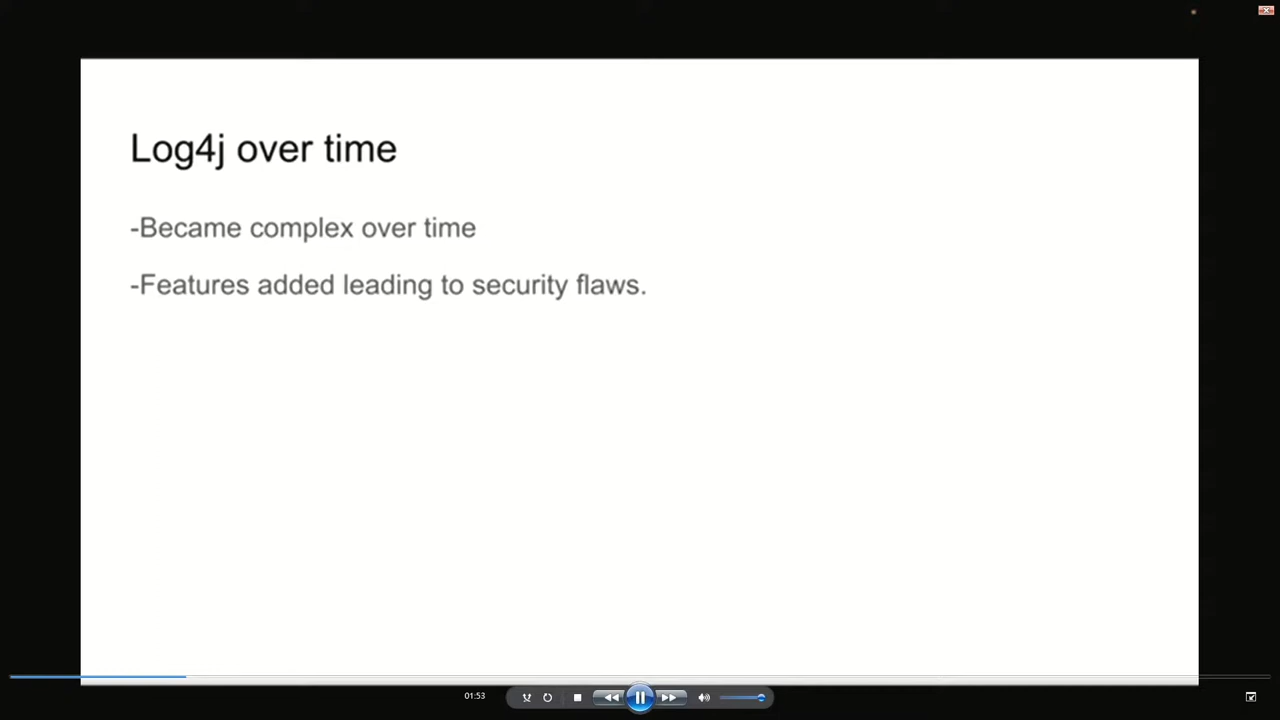 Log4j over time
-Became complex over time
-Features added leading to security flaws.
01:53